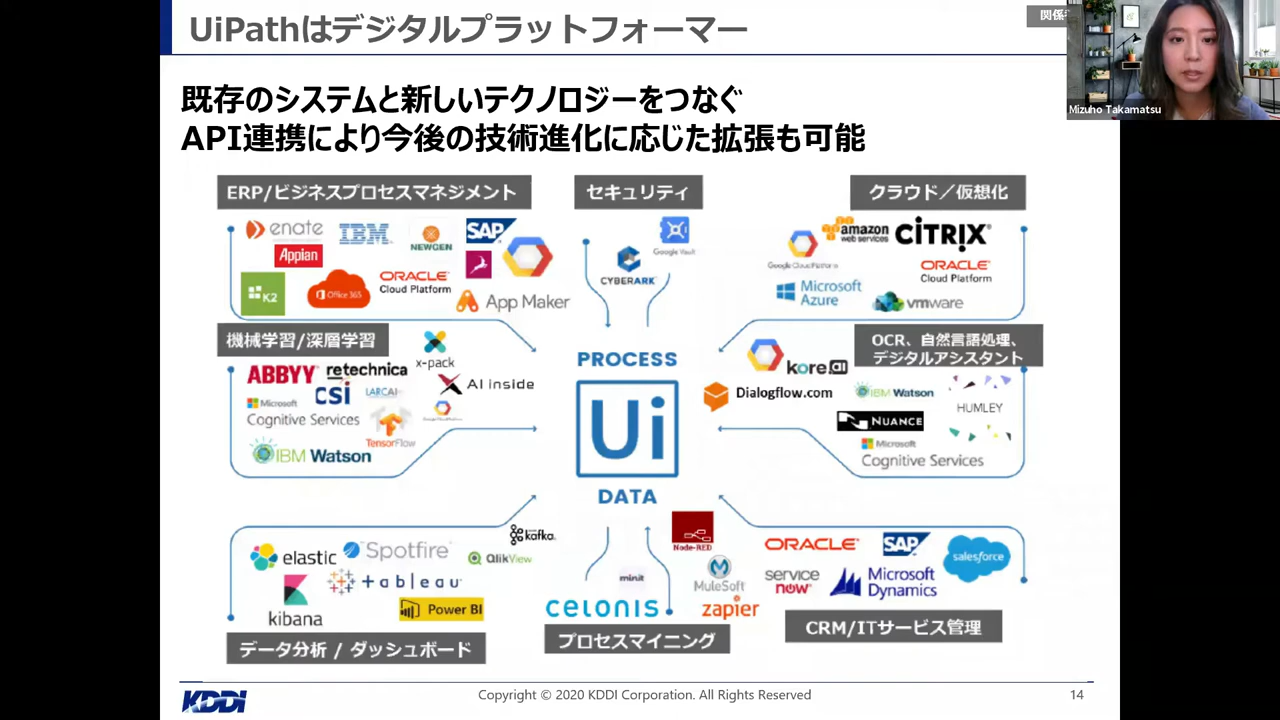 UiPathはデジタルプラットフォーマー
関係
Mizuho Takamatsu
既存のシステムと新しいテクノロジーをつなぐ
API連携により今後の技術進化に応じた拡張も可能
ERP/ビジネスプロセスマネジメント
enate
IBM
NEWGEN
SAP
Appian
K2
Office 365
ORACLE
Cloud Platform
App Maker
セキュリティ
Google Vault
CYBERARK
クラウド／仮想化
Google Cloud Platform
amazon
web services
CITRIX
ORACLE
Cloud Platform
Microsoft
Azure
vmware
機械学習/深層学習
x-pack
ABBYY
retechnica
AI inside
csi
LARCAI
Microsoft
Cognitive Services
Google Cloud Platform
TensorFlow
IBM Watson
PROCESS
Ui
DATA
OCR、自然言語処理、
デジタルアシスタント
kore.ai
Dialogflow.com
IBM Watson
HUMLEY
NUANCE
Microsoft
Cognitive Services
elastic
Spotfire
kafka
QlikView
kibana
+ableau
Power BI
データ分析 / ダッシュボード
Node-RED
minit
MuleSoft
celonis
zapier
プロセスマイニング
ORACLE
SAP
salesforce
service
now
Microsoft
Dynamics
CRM/ITサービス管理
KDDI
Copyright © 2020 KDDI Corporation. All Rights Reserved
14